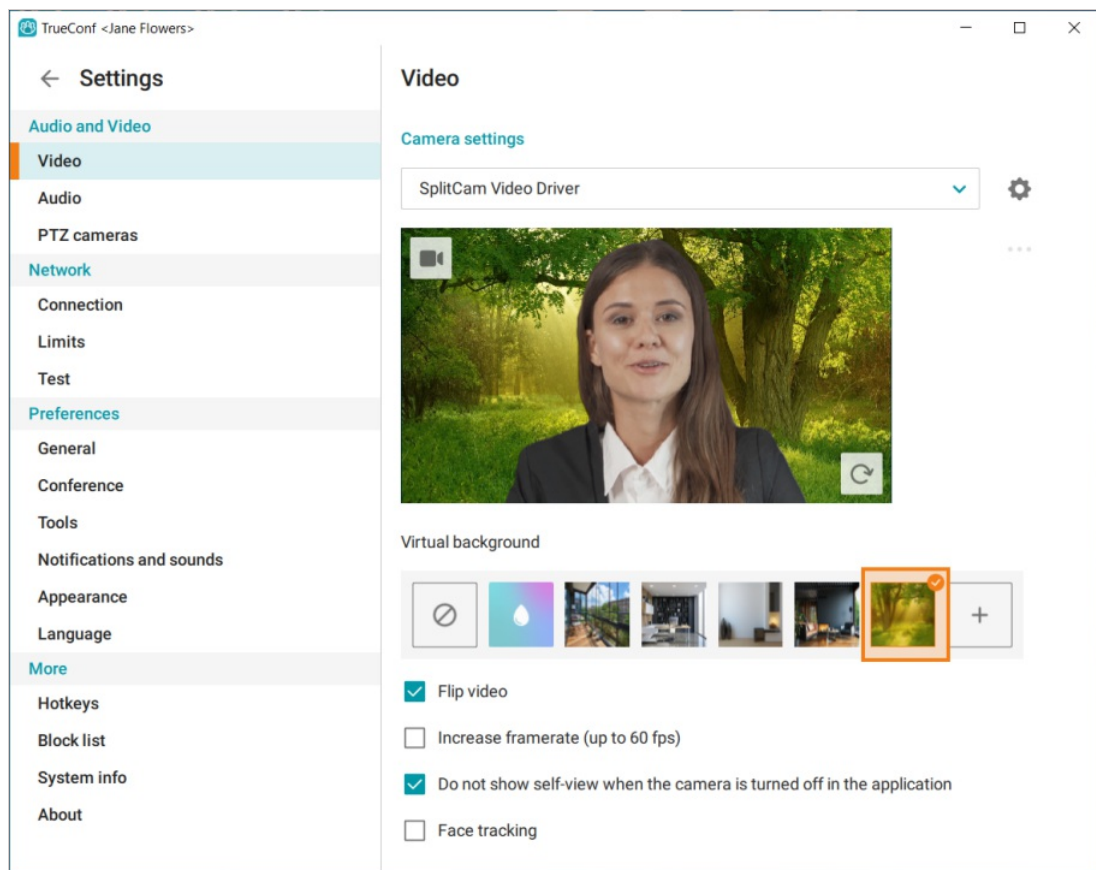 TrueConf <Jane Flowers>
Settings
Audio and Video
Video
Audio
PTZ cameras
Network
Connection
Limits
Test
Preferences
General
Conference
Tools
Notifications and sounds
Appearance
Language
More
Hotkeys
Block list
System info
About
Video
Camera settings
SplitCam Video Driver
Virtual background
Flip video
Increase framerate (up to 60 fps)
Do not show self-view when the camera is turned off in the application
Face tracking